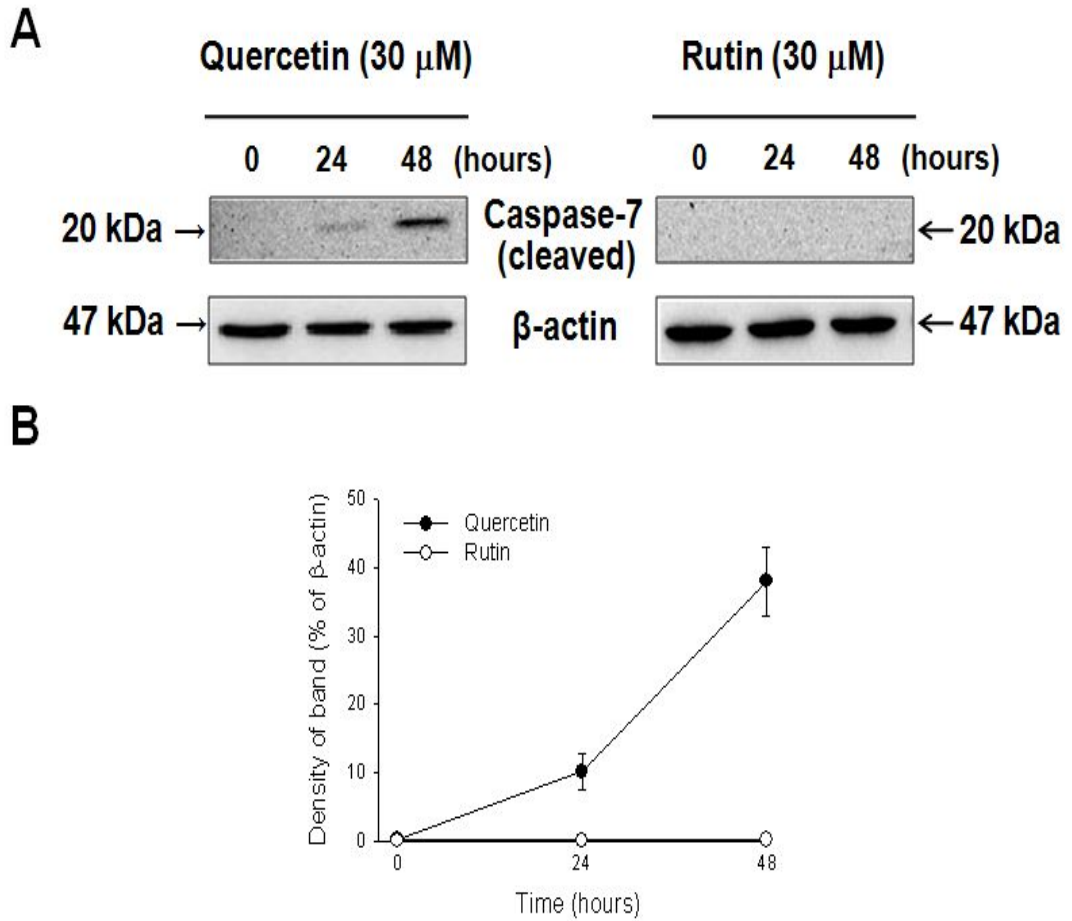 A
Quercetin (30 μM) Rutin (30 μM)
0 24 48 (hours) 0 24 48 (hours)
20 kDa → Caspase-7 (cleaved) ← 20 kDa
47 kDa → β-actin ← 47 kDa
B
Density of band (% of β-actin)
50
40
30
20
10
0
Quercetin
Rutin
0 24 48
Time (hours)